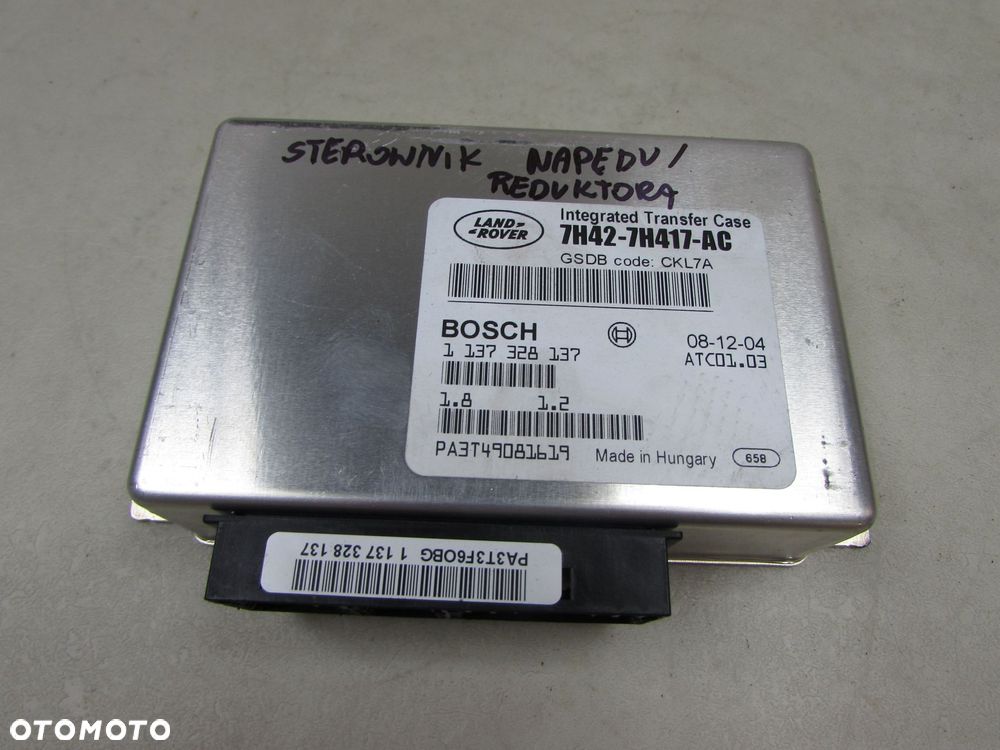 STEROWNIK NAPĘDU/
REDUKTORA
LAND-
-ROVER
Integrated Transfer Case
7H42-7H417-AC
GSDB code: CKL7A
BOSCH
1 137 328 137
08-12-04
ATC01.03
1.8 1.2
PA3T49081619
Made in Hungary
658
PA3T3F6OBG 1 137 328 137
OTOMOTO